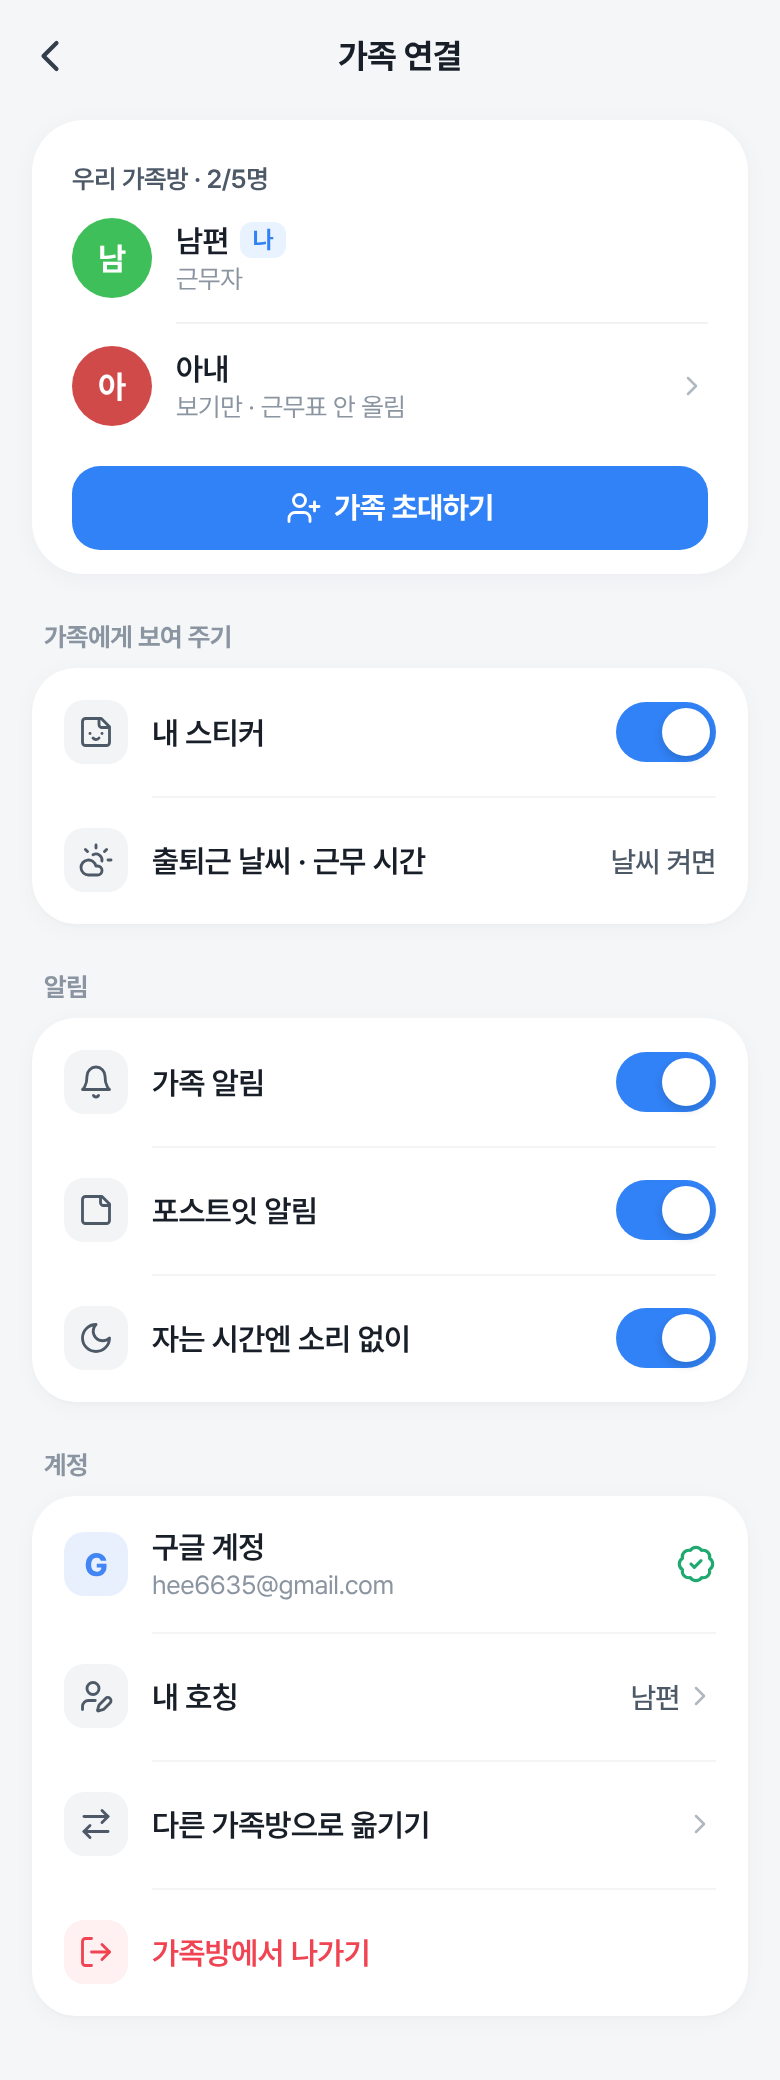 가족 연결
우리 가족방 · 2/5명
남
남편 나
근무자
아
아내
보기만 · 근무표 안 올림
가족 초대하기
가족에게 보여 주기
내 스티커
출퇴근 날씨 · 근무 시간 날씨 켜면
알림
가족 알림
포스트잇 알림
자는 시간엔 소리 없이
계정
G
구글 계정
hee6635@gmail.com
내 호칭 남편
다른 가족방으로 옮기기
가족방에서 나가기